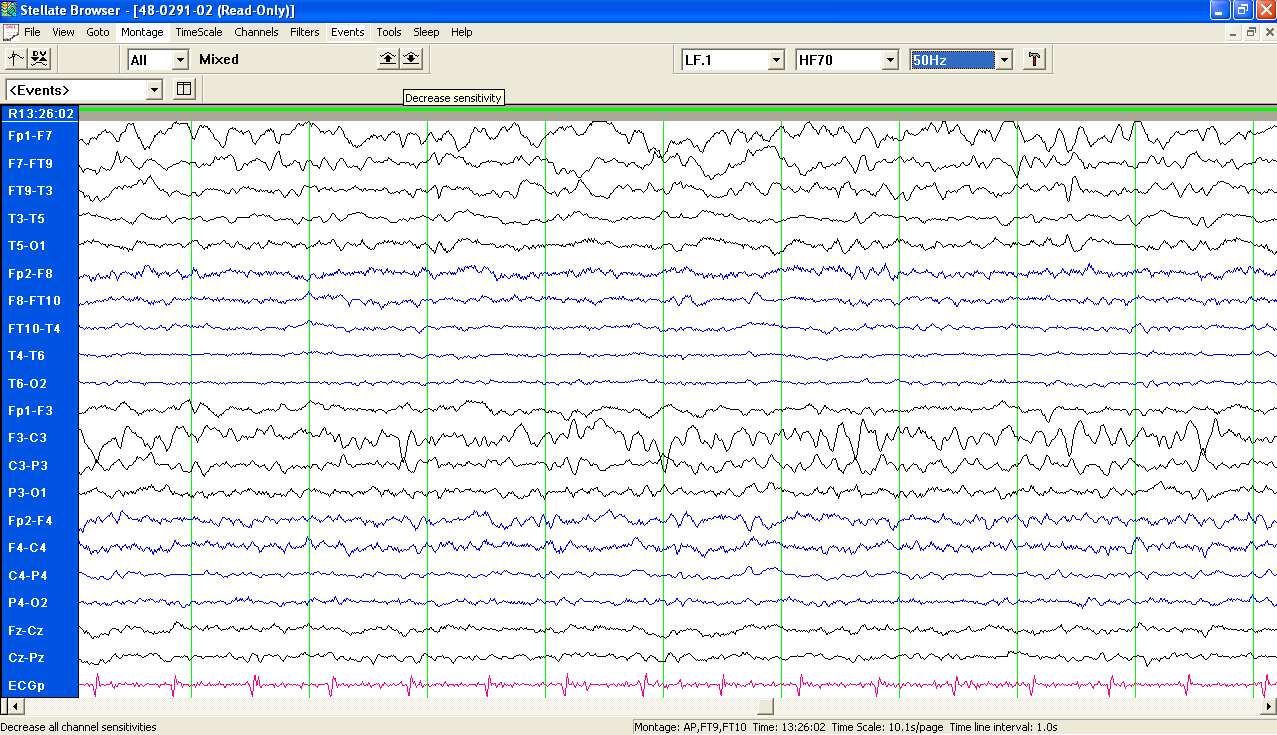 Stellate Browser - [48-0291-02 (Read-Only)]
File View Goto Montage TimeScale Channels Filters Events Tools Sleep Help
All Mixed LF.1 HF70 50Hz
<Events>
Decrease sensitivity
R13:26:02
Fp1-F7
F7-FT9
FT9-T3
T3-T5
T5-O1
Fp2-F8
F8-FT10
FT10-T4
T4-T6
T6-O2
Fp1-F3
F3-C3
C3-P3
P3-O1
Fp2-F4
F4-C4
C4-P4
P4-O2
Fz-Cz
Cz-Pz
ECGp
Decrease all channel sensitivities Montage: AP,FT9,FT10 Time: 13:26:02 Time Scale: 10.1s/page Time line interval: 1.0s